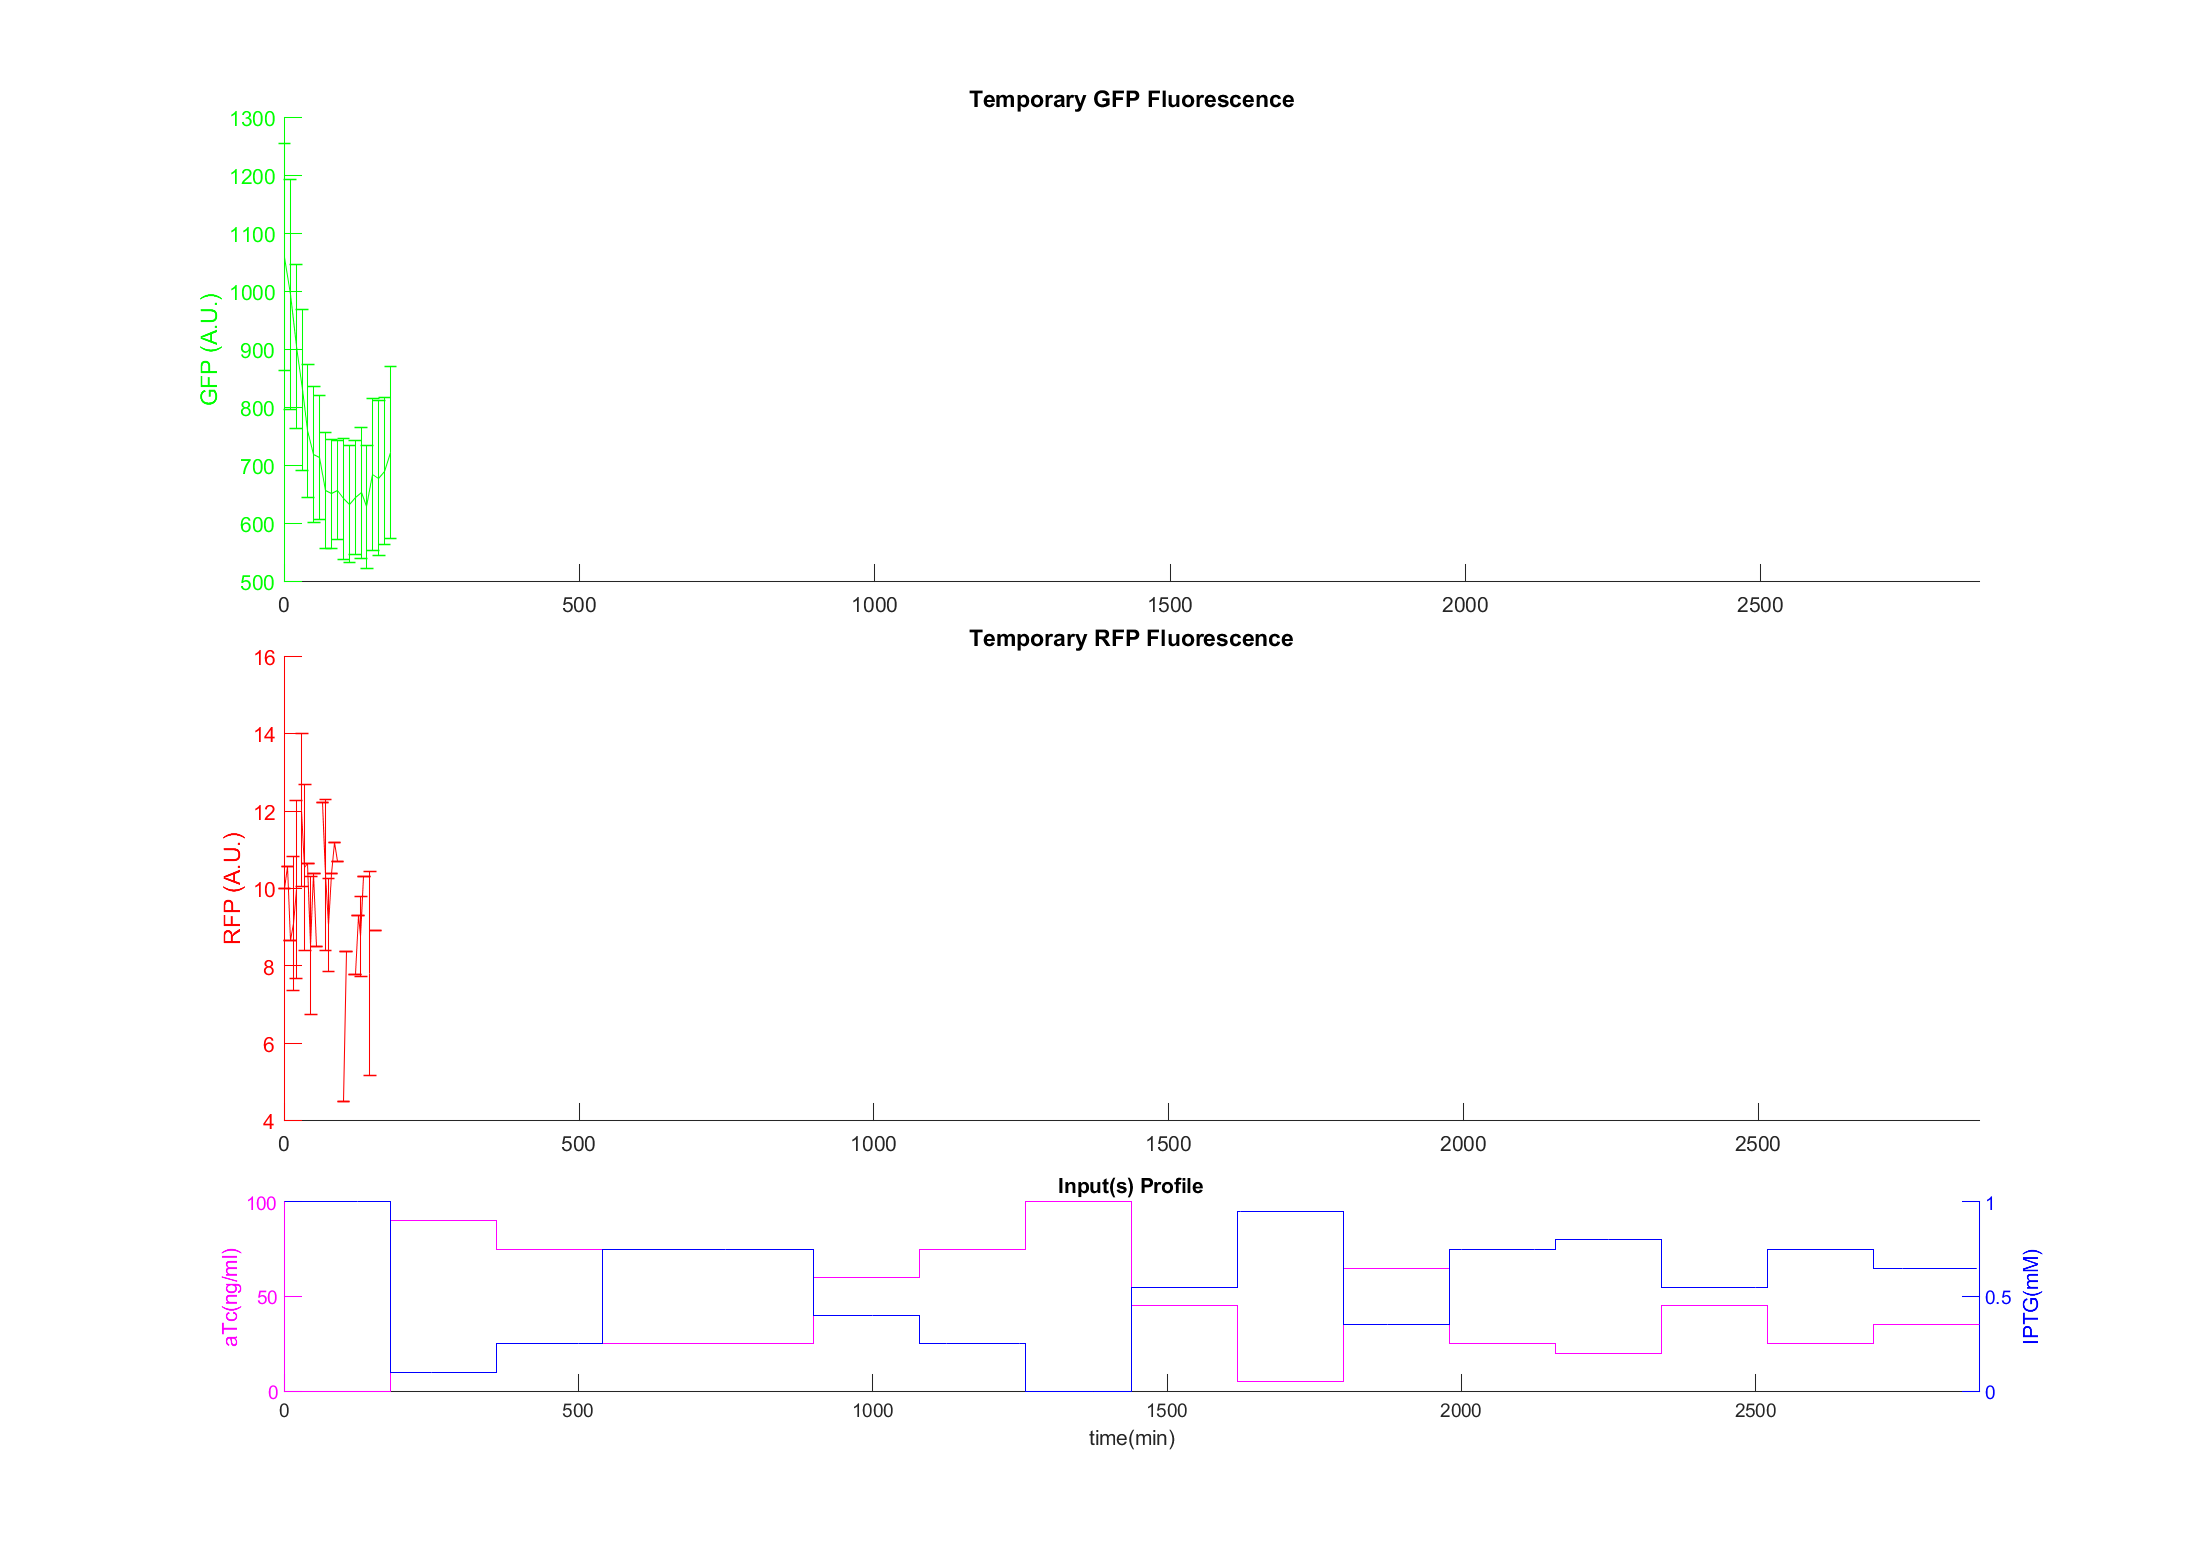 Temporary GFP Fluorescence
1300
1200
1100
1000
900
800
700
600
500
GFP (A.U.)
0 500 1000 1500 2000 2500
Temporary RFP Fluorescence
16
14
12
10
8
6
4
RFP (A.U.)
0 500 1000 1500 2000 2500
Input(s) Profile
100
50
0
aTc(ng/ml)
1
0.5
0
IPTG(mM)
0 500 1000 1500 2000 2500
time(min)